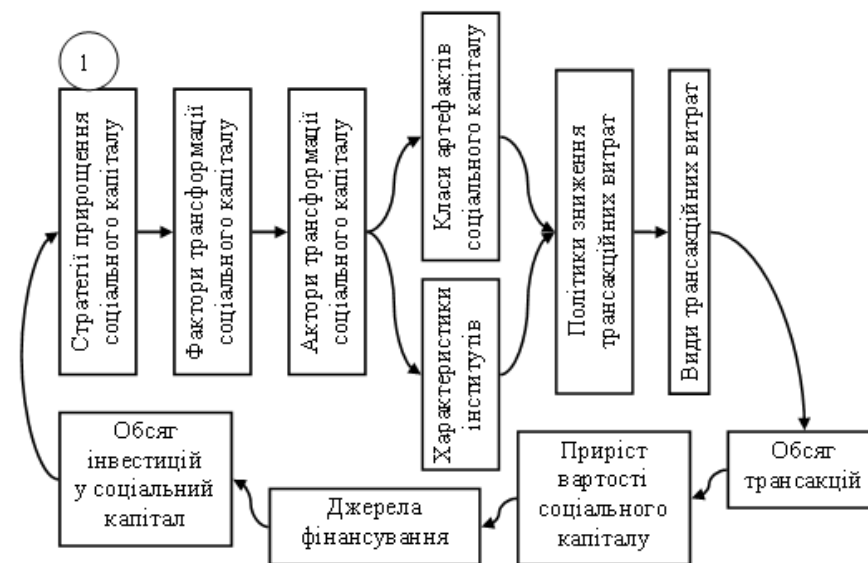 1
Стратегії прирощення
соціального капіталу
Фактори трансформації
соціального капіталу
Актори трансформації
соціального капіталу
Класи артефактів
соціального капіталу
Характеристики
інститутів
Політики зниження
трансакційних витрат
Види трансакційних витрат
Обсяг
трансакцій
Приріст
вартості
соціального
капіталу
Джерела
фінансування
Обсяг
інвестицій
у соціальний
капітал